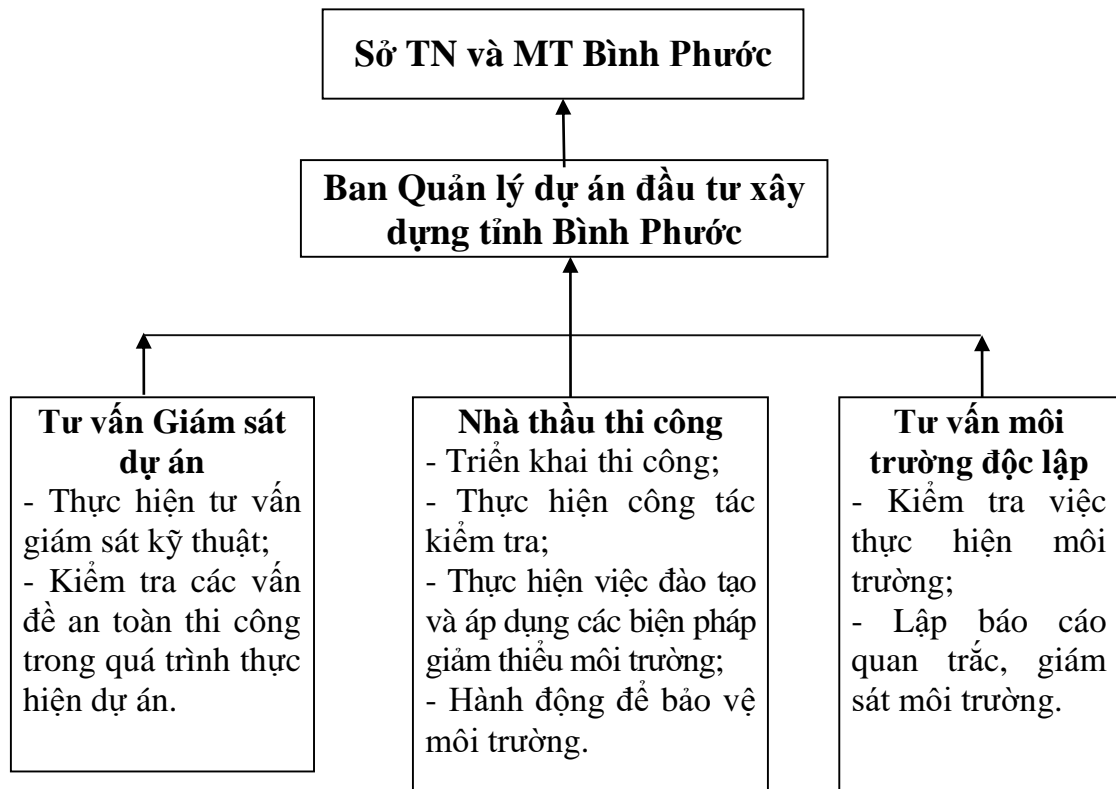 Sở TN và MT Bình Phước
Ban Quản lý dự án đầu tư xây
dựng tỉnh Bình Phước
Tư vấn Giám sát
dự án
- Thực hiện tư vấn
giám sát kỹ thuật;
- Kiểm tra các vấn
đề an toàn thi công
trong quá trình thực
hiện dự án.
Nhà thầu thi công
- Triển khai thi công;
- Thực hiện công tác
kiểm tra;
- Thực hiện việc đào tạo
và áp dụng các biện pháp
giảm thiểu môi trường;
- Hành động để bảo vệ
môi trường.
Tư vấn môi
trường độc lập
- Kiểm tra việc
thực hiện môi
trường;
- Lập báo cáo
quan trắc, giám
sát môi trường.